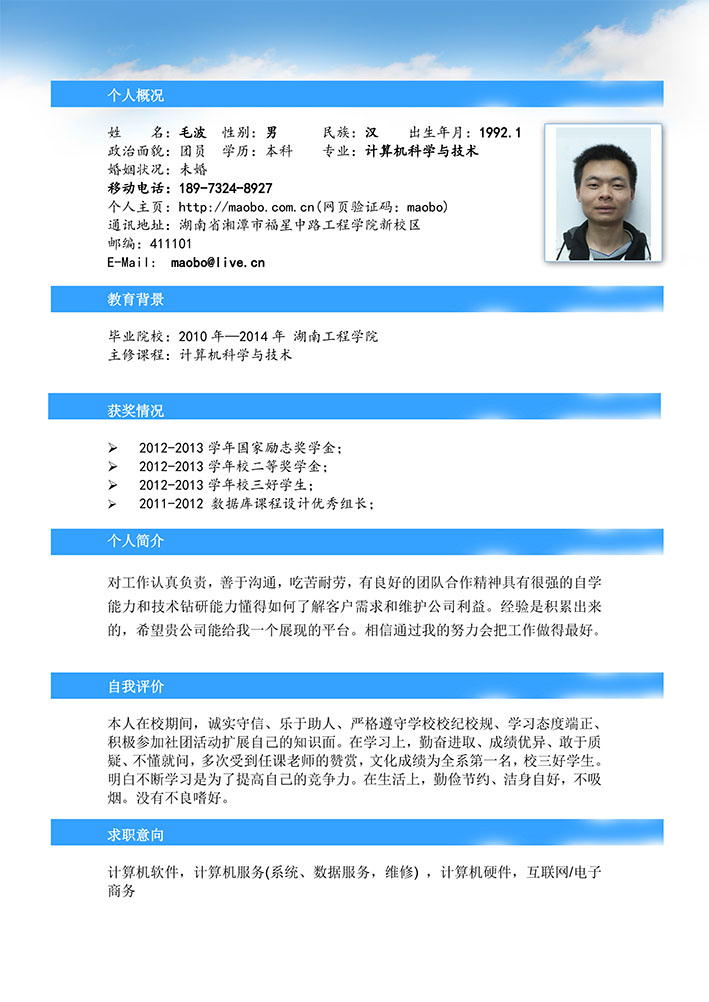 个人概况
姓　　名：毛波　性别：男　　　民族：汉　　出生年月：1992.1
政治面貌：团员　学历：本科　　专业：计算机科学与技术
婚姻状况：未婚
移动电话：189-7324-8927
个人主页：http://maobo.com.cn(网页验证码：maobo)
通讯地址：湖南省湘潭市福星中路工程学院新校区
邮编：411101
E-Mail： maobo@live.cn
教育背景
毕业院校：2010 年—2014 年 湖南工程学院
主修课程：计算机科学与技术
获奖情况
➢ 2012-2013 学年国家励志奖学金；
➢ 2012-2013 学年校二等奖学金；
➢ 2012-2013 学年校三好学生；
➢ 2011-2012 数据库课程设计优秀组长；
个人简介
对工作认真负责，善于沟通，吃苦耐劳，有良好的团队合作精神具有很强的自学
能力和技术钻研能力懂得如何了解客户需求和维护公司利益。经验是积累出来
的，希望贵公司能给我一个展现的平台。相信通过我的努力会把工作做得最好。
自我评价
本人在校期间，诚实守信、乐于助人、严格遵守学校校纪校规、学习态度端正、
积极参加社团活动扩展自己的知识面。在学习上，勤奋进取、成绩优异、敢于质
疑、不懂就问，多次受到任课老师的赞赏，文化成绩为全系第一名，校三好学生。
明白不断学习是为了提高自己的竞争力。在生活上，勤俭节约、洁身自好，不吸
烟。没有不良嗜好。
求职意向
计算机软件，计算机服务(系统、数据服务，维修) ，计算机硬件，互联网/电子
商务